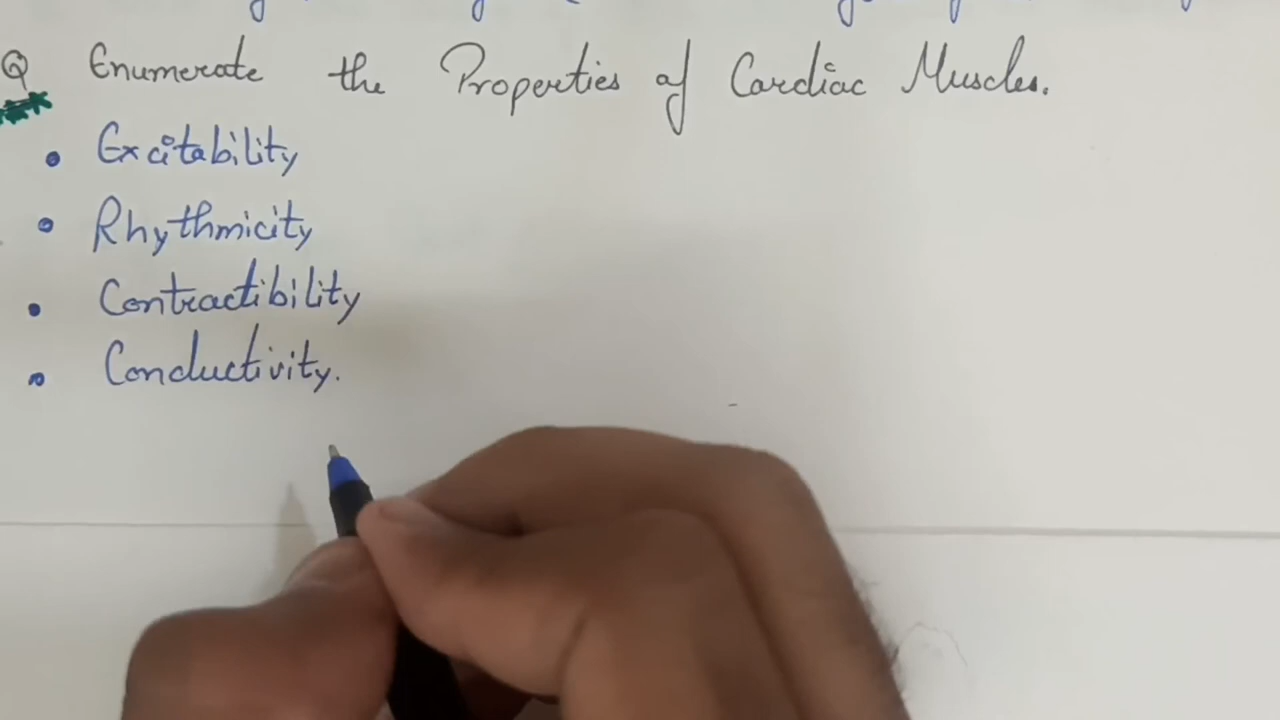 Q Enumerate the Properties of Cardiac Muscles.
• Excitability
• Rhythmicity
• Contractibility
• Conductivity.